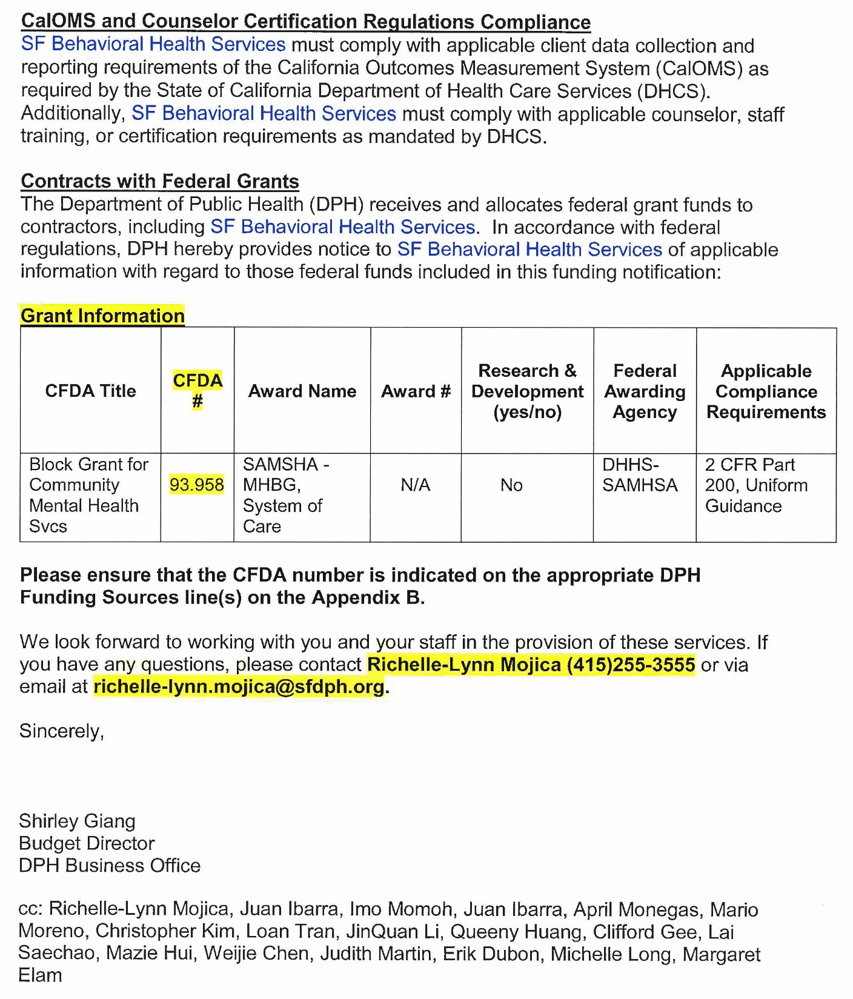 CalOMS and Counselor Certification Regulations Compliance
SF Behavioral Health Services must comply with applicable client data collection and
reporting requirements of the California Outcomes Measurement System (CalOMS) as
required by the State of California Department of Health Care Services (DHCS).
Additionally, SF Behavioral Health Services must comply with applicable counselor, staff
training, or certification requirements as mandated by DHCS.
Contracts with Federal Grants
The Department of Public Health (DPH) receives and allocates federal grant funds to
contractors, including SF Behavioral Health Services.  In accordance with federal
regulations, DPH hereby provides notice to SF Behavioral Health Services of applicable
information with regard to those federal funds included in this funding notification:
Grant Information
CFDA Title
CFDA
#
Award Name
Award #
Research &
Development
(yes/no)
Federal
Awarding
Agency
Applicable
Compliance
Requirements
Block Grant for
Community
Mental Health
Svcs
93.958
SAMSHA -
MHBG,
System of
Care
N/A
No
DHHS-
SAMHSA
2 CFR Part
200, Uniform
Guidance
Please ensure that the CFDA number is indicated on the appropriate DPH
Funding Sources line(s) on the Appendix B.
We look forward to working with you and your staff in the provision of these services. If
you have any questions, please contact Richelle-Lynn Mojica (415)255-3555 or via
email at richelle-lynn.mojica@sfdph.org.
Sincerely,
Shirley Giang
Budget Director
DPH Business Office
cc: Richelle-Lynn Mojica, Juan Ibarra, Imo Momoh, Juan Ibarra, April Monegas, Mario
Moreno, Christopher Kim, Loan Tran, JinQuan Li, Queeny Huang, Clifford Gee, Lai
Saechao, Mazie Hui, Weijie Chen, Judith Martin, Erik Dubon, Michelle Long, Margaret
Elam